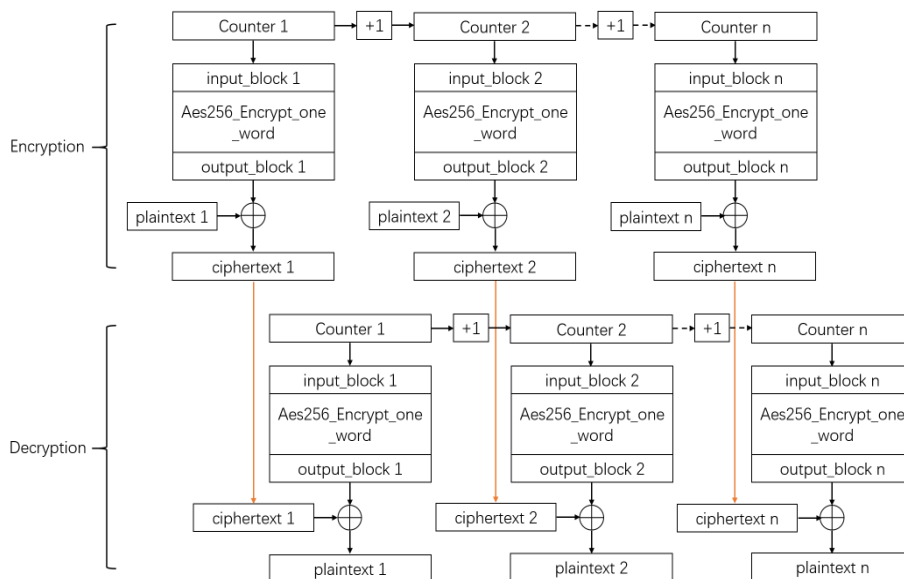 Counter 1
+1
Counter 2
+1
Counter n
input_block 1
input_block 2
input_block n
Aes256_Encrypt_one
_word
Aes256_Encrypt_one
_word
Aes256_Encrypt_one
_word
Encryption
output_block 1
output_block 2
output_block n
plaintext 1
plaintext 2
plaintext n
ciphertext 1
ciphertext 2
ciphertext n
Counter 1
+1
Counter 2
+1
Counter n
input_block 1
input_block 2
input_block n
Aes256_Encrypt_one
_word
Aes256_Encrypt_one
_word
Aes256_Encrypt_one
_word
Decryption
output_block 1
output_block 2
output_block n
ciphertext 1
ciphertext 2
ciphertext n
plaintext 1
plaintext 2
plaintext n